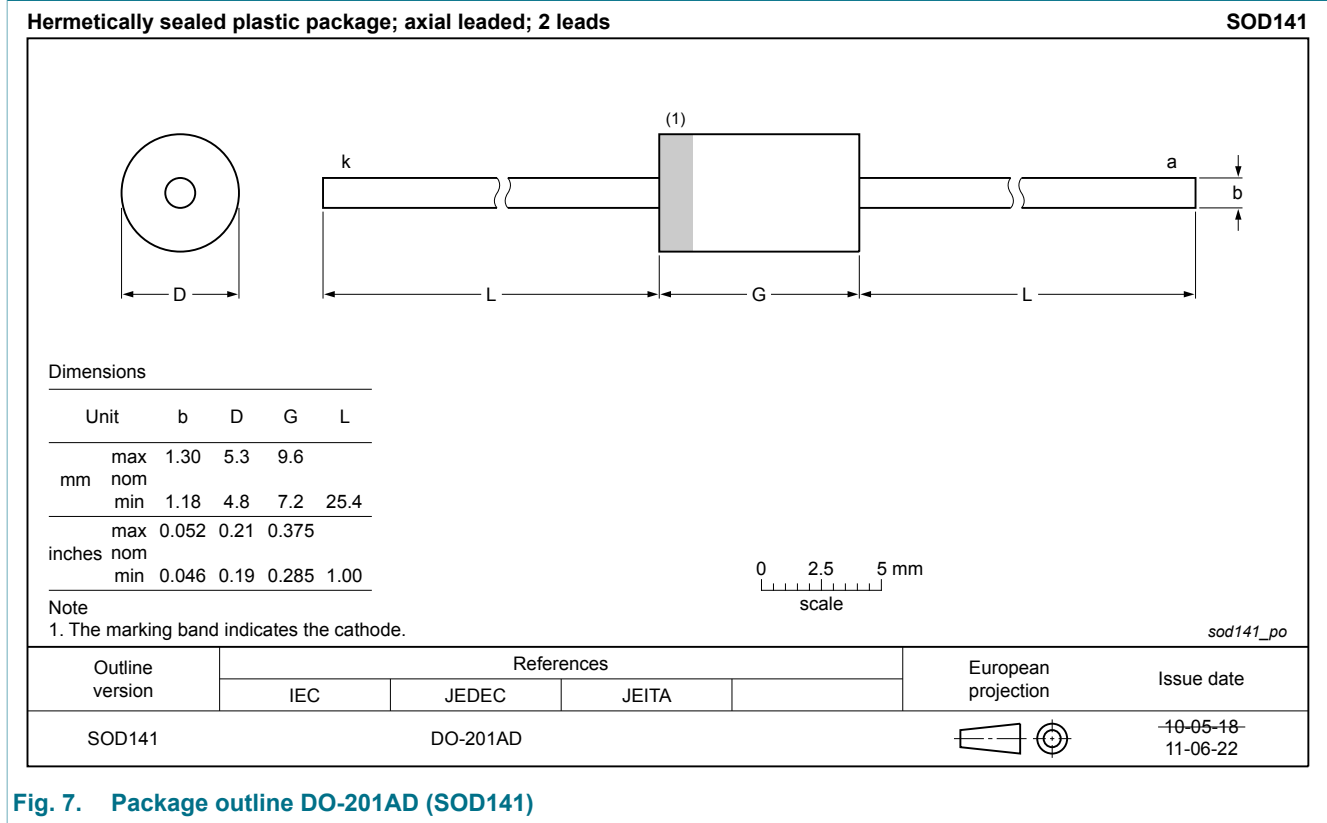 Hermetically sealed plastic package; axial leaded; 2 leads SOD141
(1)
k a
b
D L G L
Dimensions
Unit b D G L
max 1.30 5.3 9.6
mm nom
min 1.18 4.8 7.2 25.4
max 0.052 0.21 0.375
inches nom
min 0.046 0.19 0.285 1.00
0 2.5 5 mm
scale
Note
1. The marking band indicates the cathode.
sod141_po
Outline version References European projection Issue date
IEC JEDEC JEITA
SOD141 DO-201AD 10-05-18
11-06-22
Fig. 7. Package outline DO-201AD (SOD141)